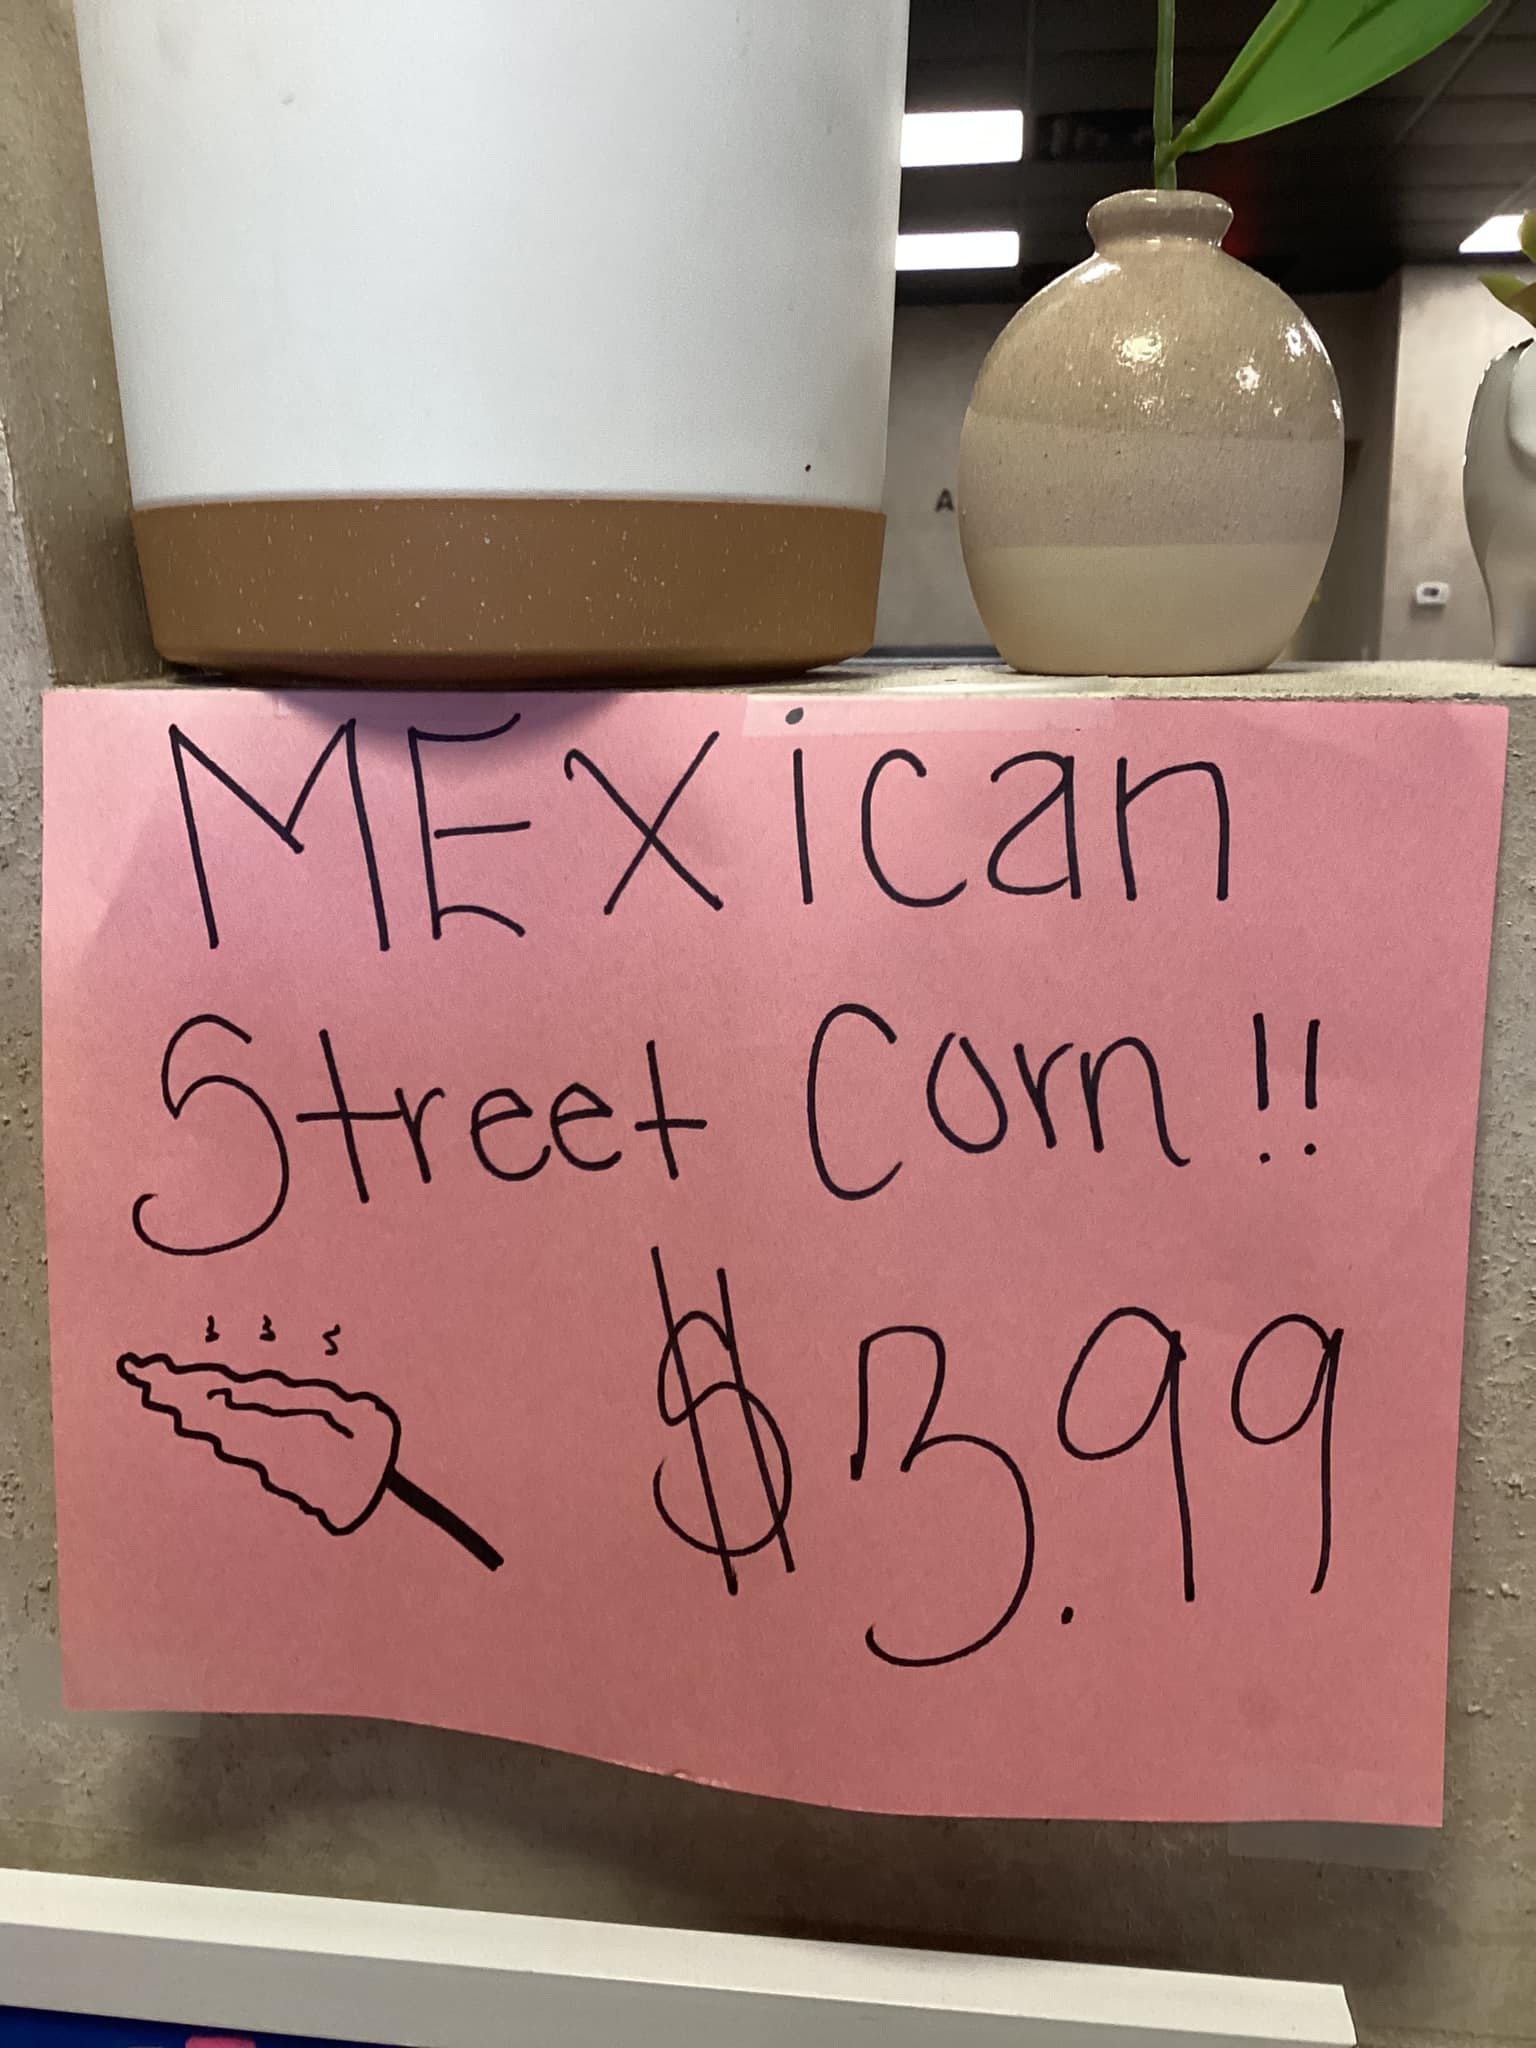 MExican
Street Corn!!
$3.99
A